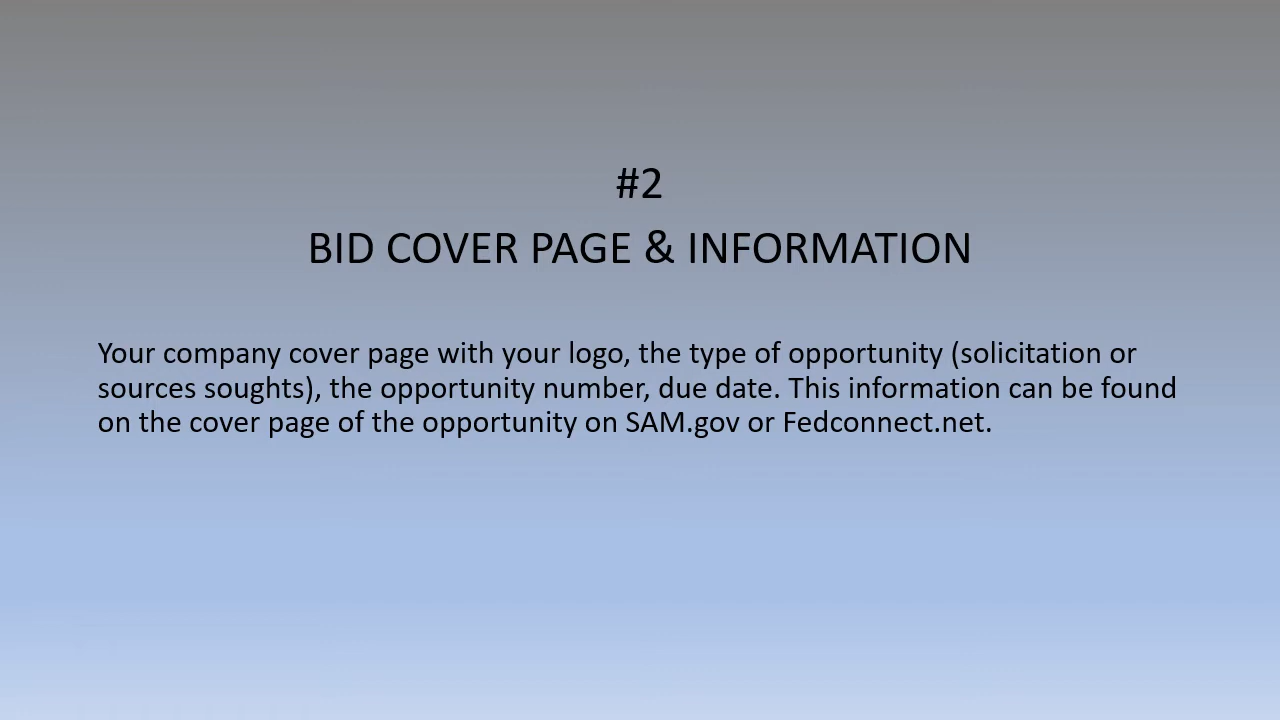 #2
BID COVER PAGE & INFORMATION
Your company cover page with your logo, the type of opportunity (solicitation or
sources soughts), the opportunity number, due date. This information can be found
on the cover page of the opportunity on SAM.gov or Fedconnect.net.